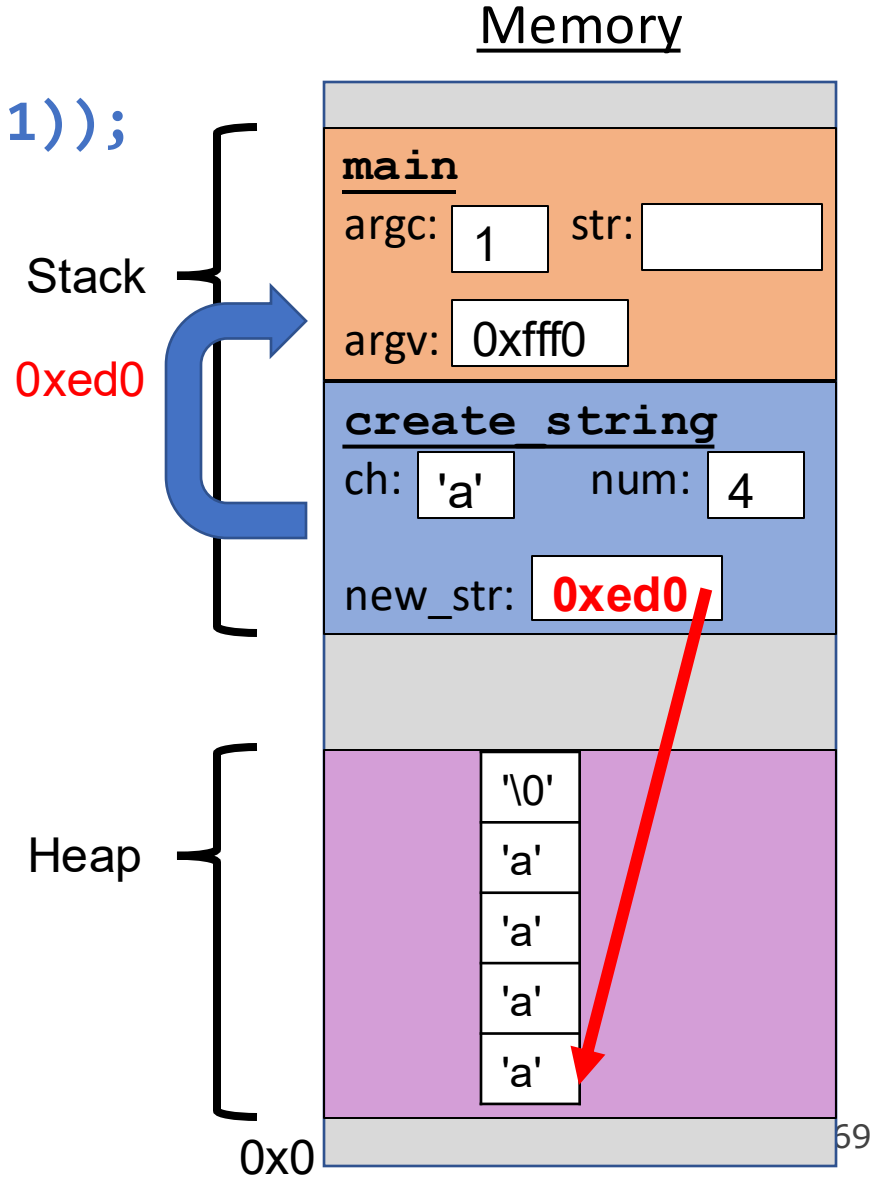 Memory
1));
main
argc: 1 str:
Stack
argv: 0xfff0
0xed0
create_string
ch: 'a' num: 4
new_str: 0xed0
'\0'
Heap
'a'
'a'
'a'
'a'
0x0
69